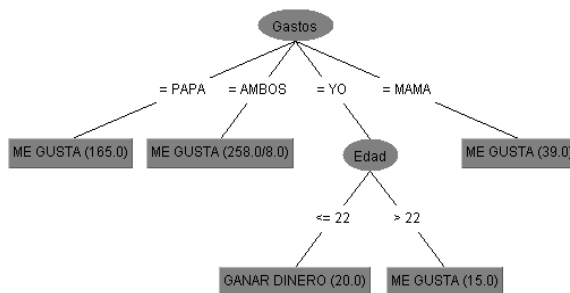 Gastos
= PAPA = AMBOS = YO = MAMA
ME GUSTA (165.0) ME GUSTA (258.0/8.0) Edad ME GUSTA (39.0)
<= 22 > 22
GANAR DINERO (20.0) ME GUSTA (15.0)